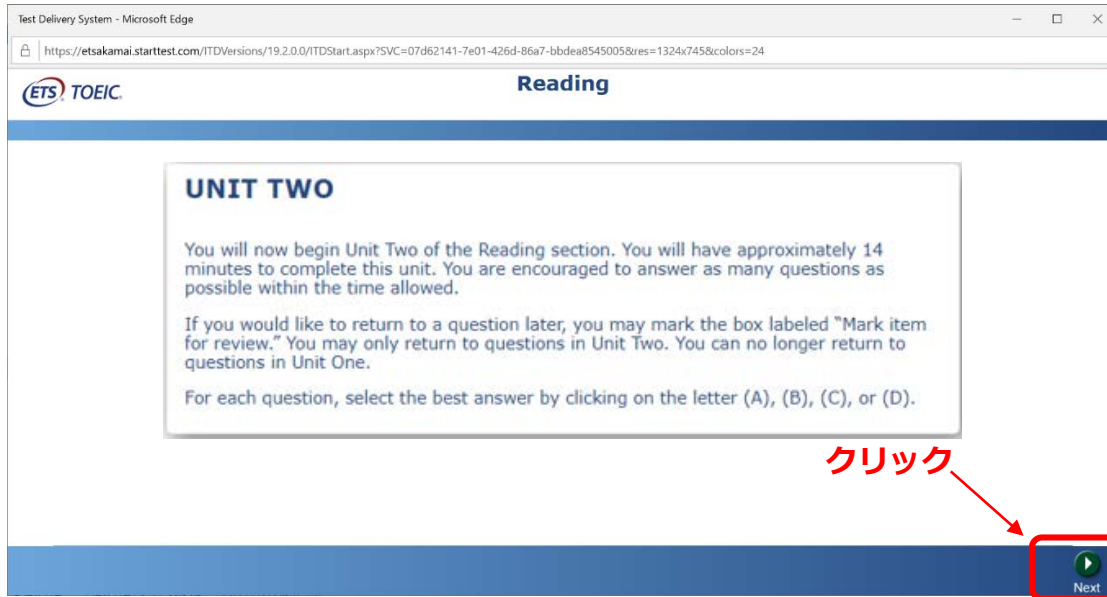 Test Delivery System - Microsoft Edge
https://etsakamai.starttest.com/ITDVersions/19.2.0.0/ITDStart.aspx?SVC=07d62141-7e01-426d-86a7-bbdea8545005&res=1324x745&colors=24
ETS TOEIC.
Reading
UNIT TWO
You will now begin Unit Two of the Reading section. You will have approximately 14
minutes to complete this unit. You are encouraged to answer as many questions as
possible within the time allowed.
If you would like to return to a question later, you may mark the box labeled "Mark item
for review." You may only return to questions in Unit Two. You can no longer return to
questions in Unit One.
For each question, select the best answer by clicking on the letter (A), (B), (C), or (D).
クリック
Next